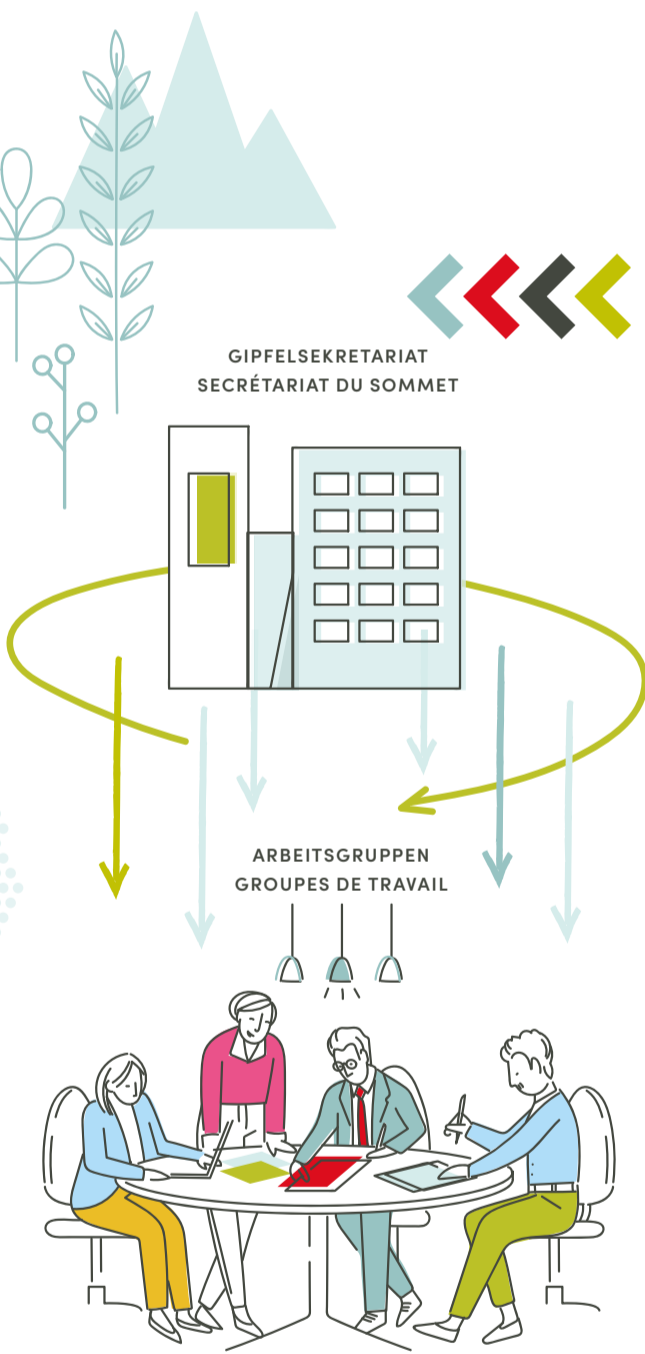 GIPFELSEKRETARIAT
SECRÉTARIAT DU SOMMET
ARBEITSGRUPPEN
GROUPES DE TRAVAIL